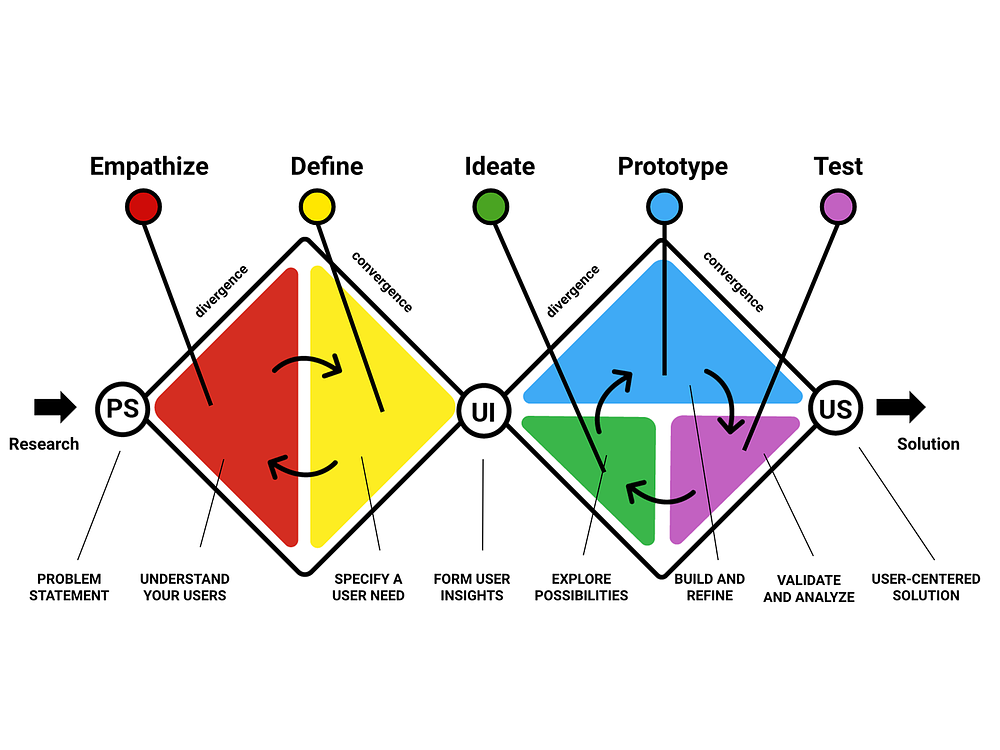 Empathize
Define
Ideate
Prototype
Test
divergence
convergence
divergence
convergence
PS
UI
US
Research
Solution
PROBLEM
STATEMENT
UNDERSTAND
YOUR USERS
SPECIFY A
USER NEED
FORM USER
INSIGHTS
EXPLORE
POSSIBILITIES
BUILD AND
REFINE
VALIDATE
AND ANALYZE
USER-CENTERED
SOLUTION